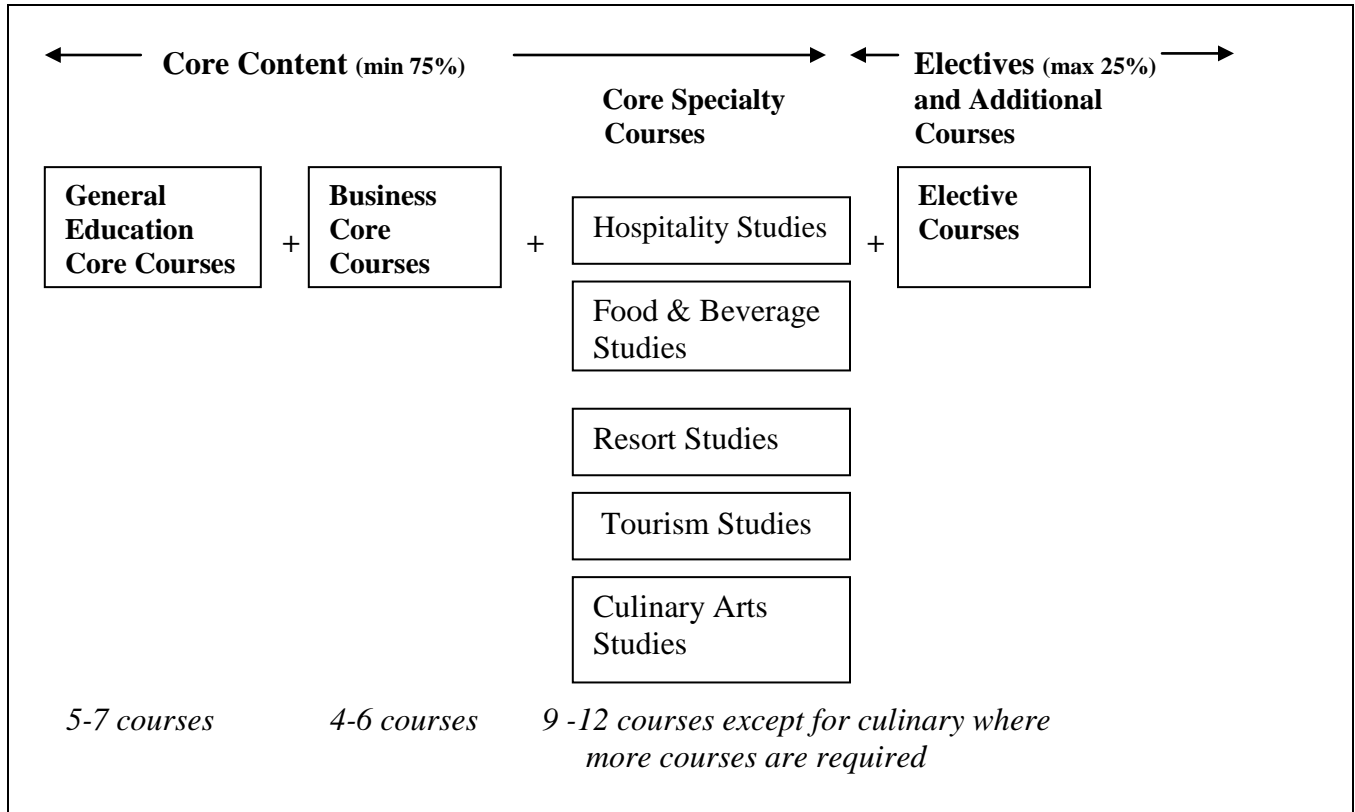 Core Content (min 75%)
Electives (max 25%)
and Additional
Courses
Core Specialty
Courses
General
Education
Core Courses
+
Business
Core
Courses
+
Hospitality Studies
+
Elective
Courses
Food & Beverage
Studies
Resort Studies
Tourism Studies
Culinary Arts
Studies
5-7 courses
4-6 courses
9 -12 courses except for culinary where
more courses are required